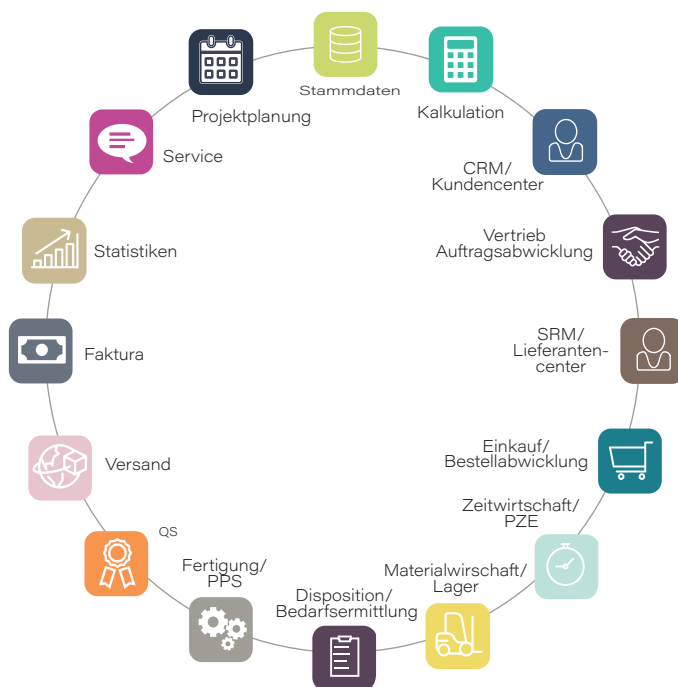 Stammdaten
Kalkulation
CRM/
Kundencenter
Vertrieb
Auftragsabwicklung
SRM/
Lieferanten-
center
Einkauf/
Bestellabwicklung
Zeitwirtschaft/
PZE
Materialwirschaft/
Lager
Disposition/
Bedarfsermittlung
Fertigung/
PPS
QS
Versand
Faktura
Statistiken
Service
Projektplanung